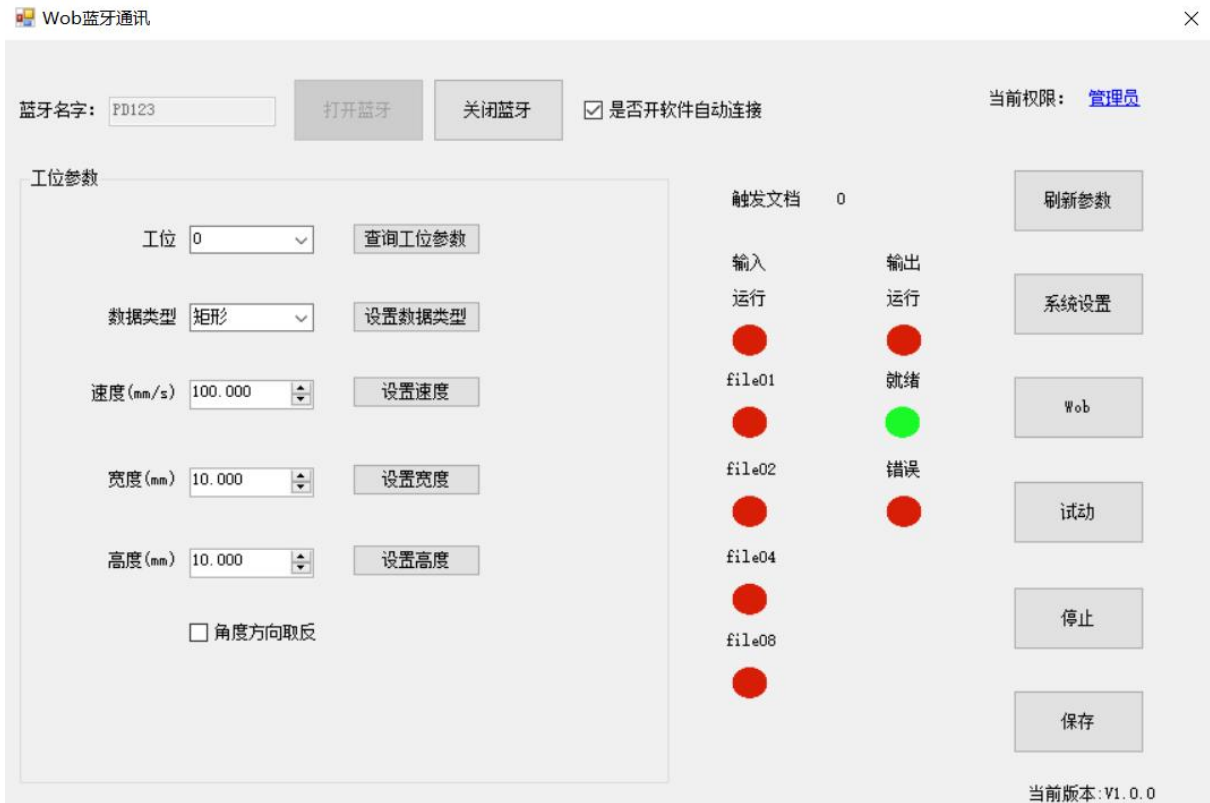 Wob蓝牙通讯
蓝牙名字: PD123 打开蓝牙 关闭蓝牙 是否开软件自动连接 当前权限: 管理员
工位参数
触发文档 0 刷新参数
工位 0 查询工位参数
输入 输出
运行 运行 系统设置
数据类型 矩形 设置数据类型
file01 就绪
速度(mm/s) 100.000 设置速度
Wob
file02 错误
宽度(mm) 10.000 设置宽度
试动
file04
高度(mm) 10.000 设置高度
停止
角度方向取反
file08
保存
当前版本:V1.0.0